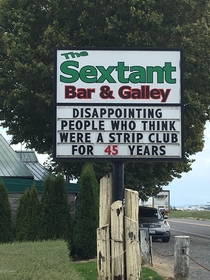 The
Sextant
Bar & Galley
DISAPPOINTING
PEOPLE WHO THINK
WERE A STRIP CLUB
FOR 45 YEARS